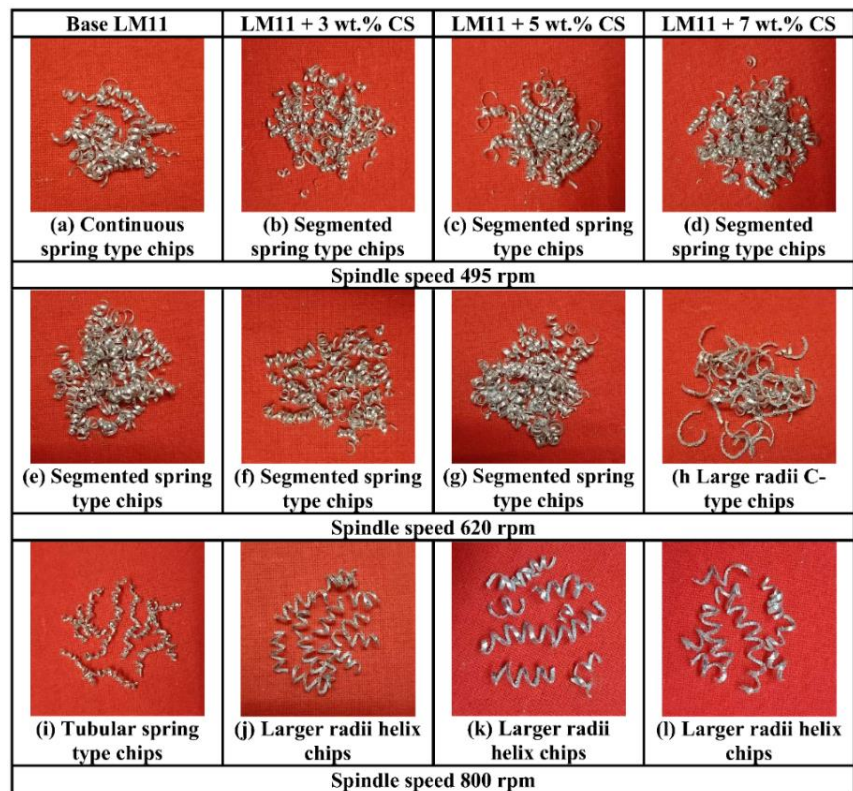 Base LM11
LM11 + 3 wt.% CS
LM11 + 5 wt.% CS
LM11 + 7 wt.% CS
(a) Continuous
spring type chips
(b) Segmented
spring type chips
(c) Segmented spring
type chips
(d) Segmented
spring type chips
Spindle speed 495 rpm
(e) Segmented spring
type chips
(f) Segmented spring
type chips
(g) Segmented spring
type chips
(h Large radii C-
type chips
Spindle speed 620 rpm
(i) Tubular spring
type chips
(j) Larger radii helix
chips
(k) Larger radii
helix chips
(l) Larger radii helix
chips
Spindle speed 800 rpm